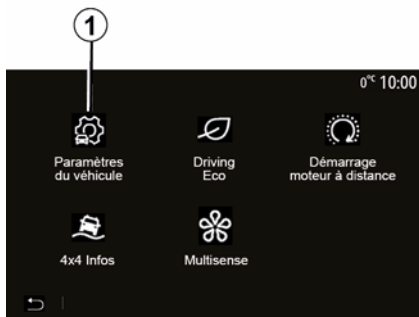 1
0°C 10:00
Paramètres
du véhicule
Driving
Eco
Démarrage
moteur à distance
4x4 Infos
Multisense